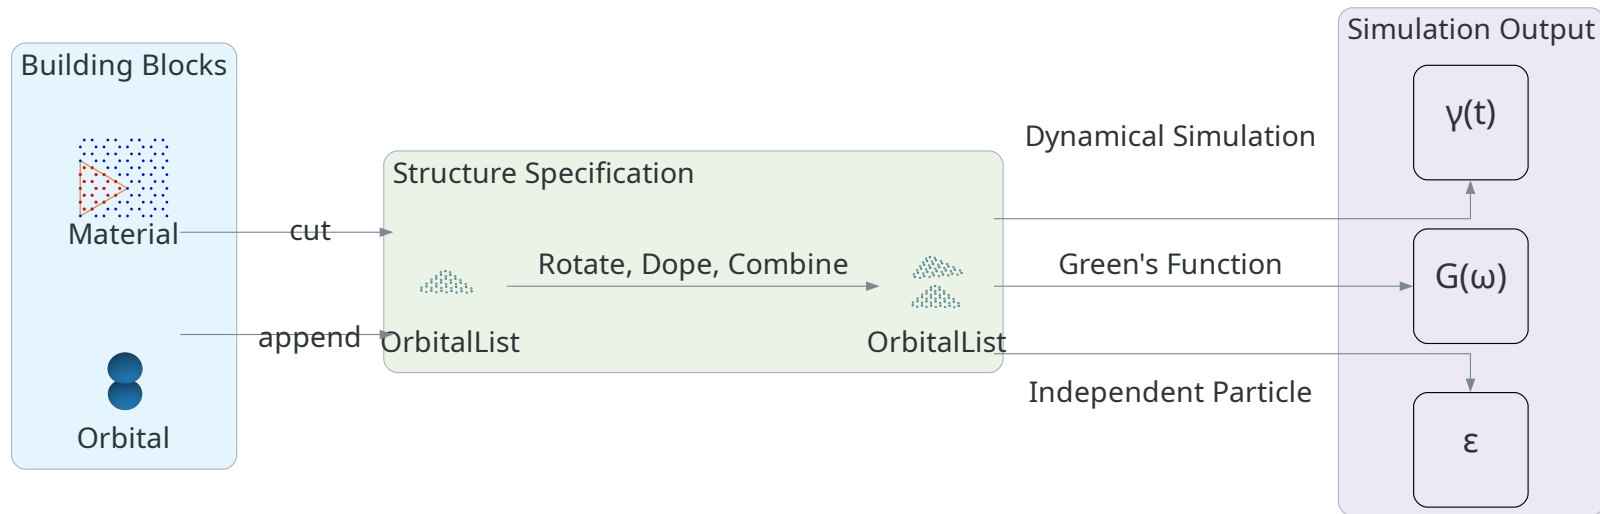 Building Blocks
Material
Orbital
cut
append
Structure Specification
OrbitalList
Rotate, Dope, Combine
OrbitalList
Dynamical Simulation
Green's Function
Independent Particle
Simulation Output
γ(t)
G(ω)
ε